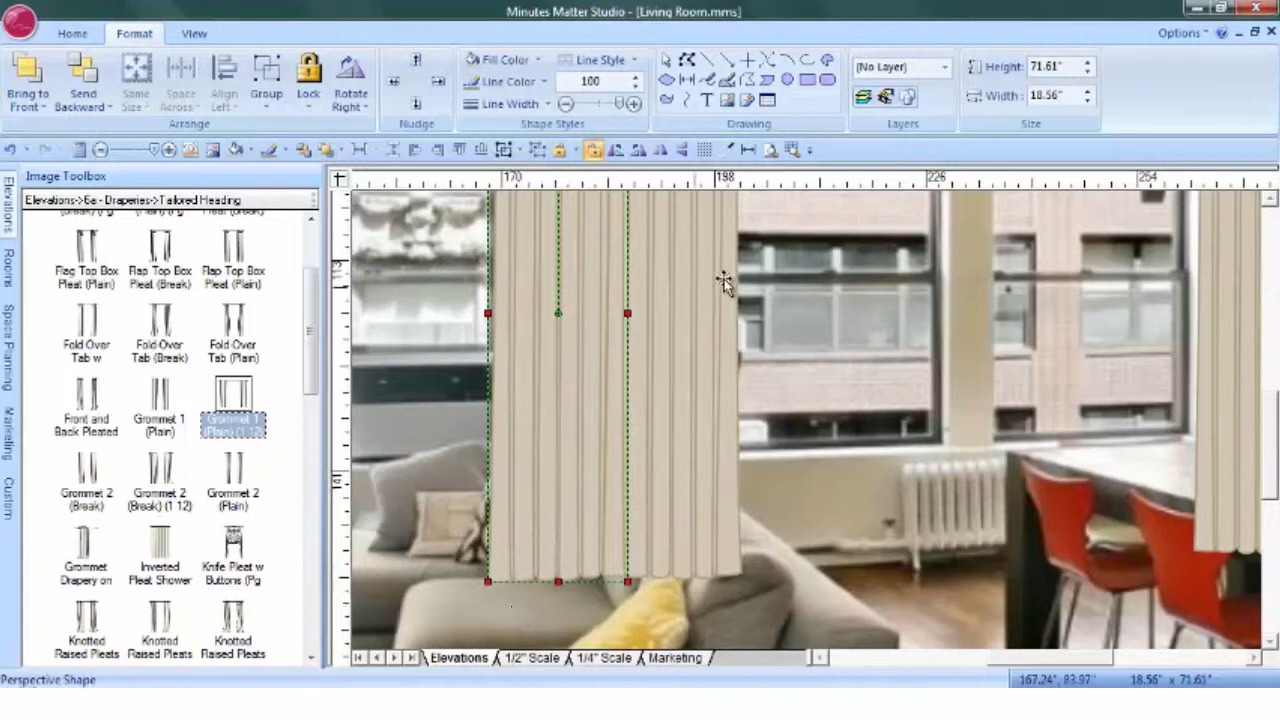 Minutes Matter Studio - [Living Room.mms]
Home Format View Options
Bring to Front Send Backward Same Size Space Across Align Left Group Lock Rotate Right
Arrange
Nudge
Fill Color Line Style
Line Color 100
Line Width
Shape Styles
Drawing
(No Layer)
Layers
Height: 71.61"
Width: 18.56"
Size
Image Toolbox
Elevations->6a - Draperies->Tailored Heading
Elevations
Rooms
Space Planning
Marketing
Custom
Flag Top Box Pleat (Plain)
Flap Top Box Pleat (Break)
Flap Top Box Pleat (Plain)
Fold Over Tab w
Fold Over Tab (Break)
Fold Over Tab (Plain)
Front and Back Pleated
Grommet 1 (Plain)
Grommet 1 (Plain) (1 12)
Grommet 2 (Break)
Grommet 2 (Break) (1 12)
Grommet 2 (Plain)
Grommet Drapery on
Inverted Pleat Shower
Knife Pleat w Buttons (Pg
Knotted Raised Pleats
Knotted Raised Pleats
Knotted Raised Pleats
170 198 226 254
141
Elevations 1/2" Scale 1/4" Scale Marketing
Perspective Shape
167.24", 83.97" 18.56" x 71.61"